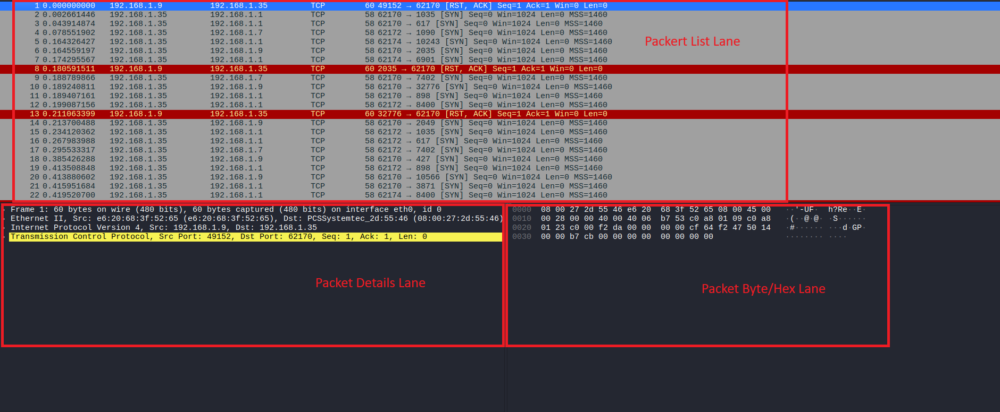 1 0.000000000 192.168.1.9 192.168.1.35 TCP 60 49152 → 62170 [RST, ACK] Seq=1 Ack=1 Win=0 Len=0
2 0.002661446 192.168.1.35 192.168.1.1 TCP 58 62170 → 1035 [SYN] Seq=0 Win=1024 Len=0 MSS=1460
3 0.043914874 192.168.1.35 192.168.1.1 TCP 58 62170 → 617 [SYN] Seq=0 Win=1024 Len=0 MSS=1460
4 0.078551902 192.168.1.35 192.168.1.7 TCP 58 62172 → 1090 [SYN] Seq=0 Win=1024 Len=0 MSS=1460
5 0.164326427 192.168.1.35 192.168.1.1 TCP 58 62174 → 10243 [SYN] Seq=0 Win=1024 Len=0 MSS=1460
Packert List Lane
6 0.164559197 192.168.1.35 192.168.1.9 TCP 58 62170 → 2035 [SYN] Seq=0 Win=1024 Len=0 MSS=1460
7 0.174295567 192.168.1.35 192.168.1.1 TCP 58 62174 → 6901 [SYN] Seq=0 Win=1024 Len=0 MSS=1460
8 0.180591511 192.168.1.9 192.168.1.35 TCP 60 2035 → 62170 [RST, ACK] Seq=1 Ack=1 Win=0 Len=0
9 0.188789866 192.168.1.35 192.168.1.7 TCP 58 62170 → 7402 [SYN] Seq=0 Win=1024 Len=0 MSS=1460
10 0.189240811 192.168.1.35 192.168.1.9 TCP 58 62170 → 32776 [SYN] Seq=0 Win=1024 Len=0 MSS=1460
11 0.189407161 192.168.1.35 192.168.1.1 TCP 58 62170 → 898 [SYN] Seq=0 Win=1024 Len=0 MSS=1460
12 0.199087156 192.168.1.35 192.168.1.1 TCP 58 62172 → 8400 [SYN] Seq=0 Win=1024 Len=0 MSS=1460
13 0.211063399 192.168.1.9 192.168.1.35 TCP 60 32776 → 62170 [RST, ACK] Seq=1 Ack=1 Win=0 Len=0
14 0.213700488 192.168.1.35 192.168.1.9 TCP 58 62170 → 2049 [SYN] Seq=0 Win=1024 Len=0 MSS=1460
15 0.234120362 192.168.1.35 192.168.1.1 TCP 58 62172 → 1035 [SYN] Seq=0 Win=1024 Len=0 MSS=1460
16 0.267983988 192.168.1.35 192.168.1.1 TCP 58 62172 → 617 [SYN] Seq=0 Win=1024 Len=0 MSS=1460
17 0.295533317 192.168.1.35 192.168.1.7 TCP 58 62172 → 7402 [SYN] Seq=0 Win=1024 Len=0 MSS=1460
18 0.385426288 192.168.1.35 192.168.1.9 TCP 58 62170 → 427 [SYN] Seq=0 Win=1024 Len=0 MSS=1460
19 0.413508848 192.168.1.35 192.168.1.1 TCP 58 62172 → 898 [SYN] Seq=0 Win=1024 Len=0 MSS=1460
20 0.413880602 192.168.1.35 192.168.1.9 TCP 58 62170 → 10566 [SYN] Seq=0 Win=1024 Len=0 MSS=1460
21 0.415951684 192.168.1.35 192.168.1.1 TCP 58 62170 → 3871 [SYN] Seq=0 Win=1024 Len=0 MSS=1460
22 0.419520700 192.168.1.35 192.168.1.1 TCP 58 62174 → 8400 [SYN] Seq=0 Win=1024 Len=0 MSS=1460
Frame 1: 60 bytes on wire (480 bits), 60 bytes captured (480 bits) on interface eth0, id 0
Ethernet II, Src: e6:20:68:3f:52:65 (e6:20:68:3f:52:65), Dst: PCSSystemtec_2d:55:46 (08:00:27:2d:55:46)
Internet Protocol Version 4, Src: 192.168.1.9, Dst: 192.168.1.35
Transmission Control Protocol, Src Port: 49152, Dst Port: 62170, Seq: 1, Ack: 1, Len: 0
Packet Details Lane
0000 08 00 27 2d 55 46 e6 20 68 3f 52 65 08 00 45 00 ··'-UF· h?Re··E·
0010 00 28 00 00 40 00 40 06 b7 53 c0 a8 01 09 c0 a8 ·(··@·@· ·S······
0020 01 23 c0 00 f2 da 00 00 00 00 cf 64 f2 47 50 14 ·#······ ···d·GP·
0030 00 00 b7 cb 00 00 00 00 00 00 00 00 ········ ····
Packet Byte/Hex Lane